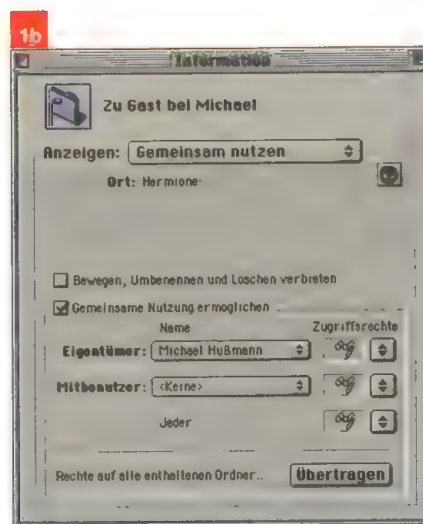 1b
Information
Zu Gast bei Michael
Anzeigen: Gemeinsam nutzen
Ort: Hermione
Bewegen, Umbenennen und Loschen verbieten
Gemeinsame Nutzung ermoglichen
Name Zugriffsrechte
Eigentümer: Michael Hußmann
Mitbenutzer: <Keine>
Jeder
Rechte auf alle enthaltenen Ordner.. Übertragen